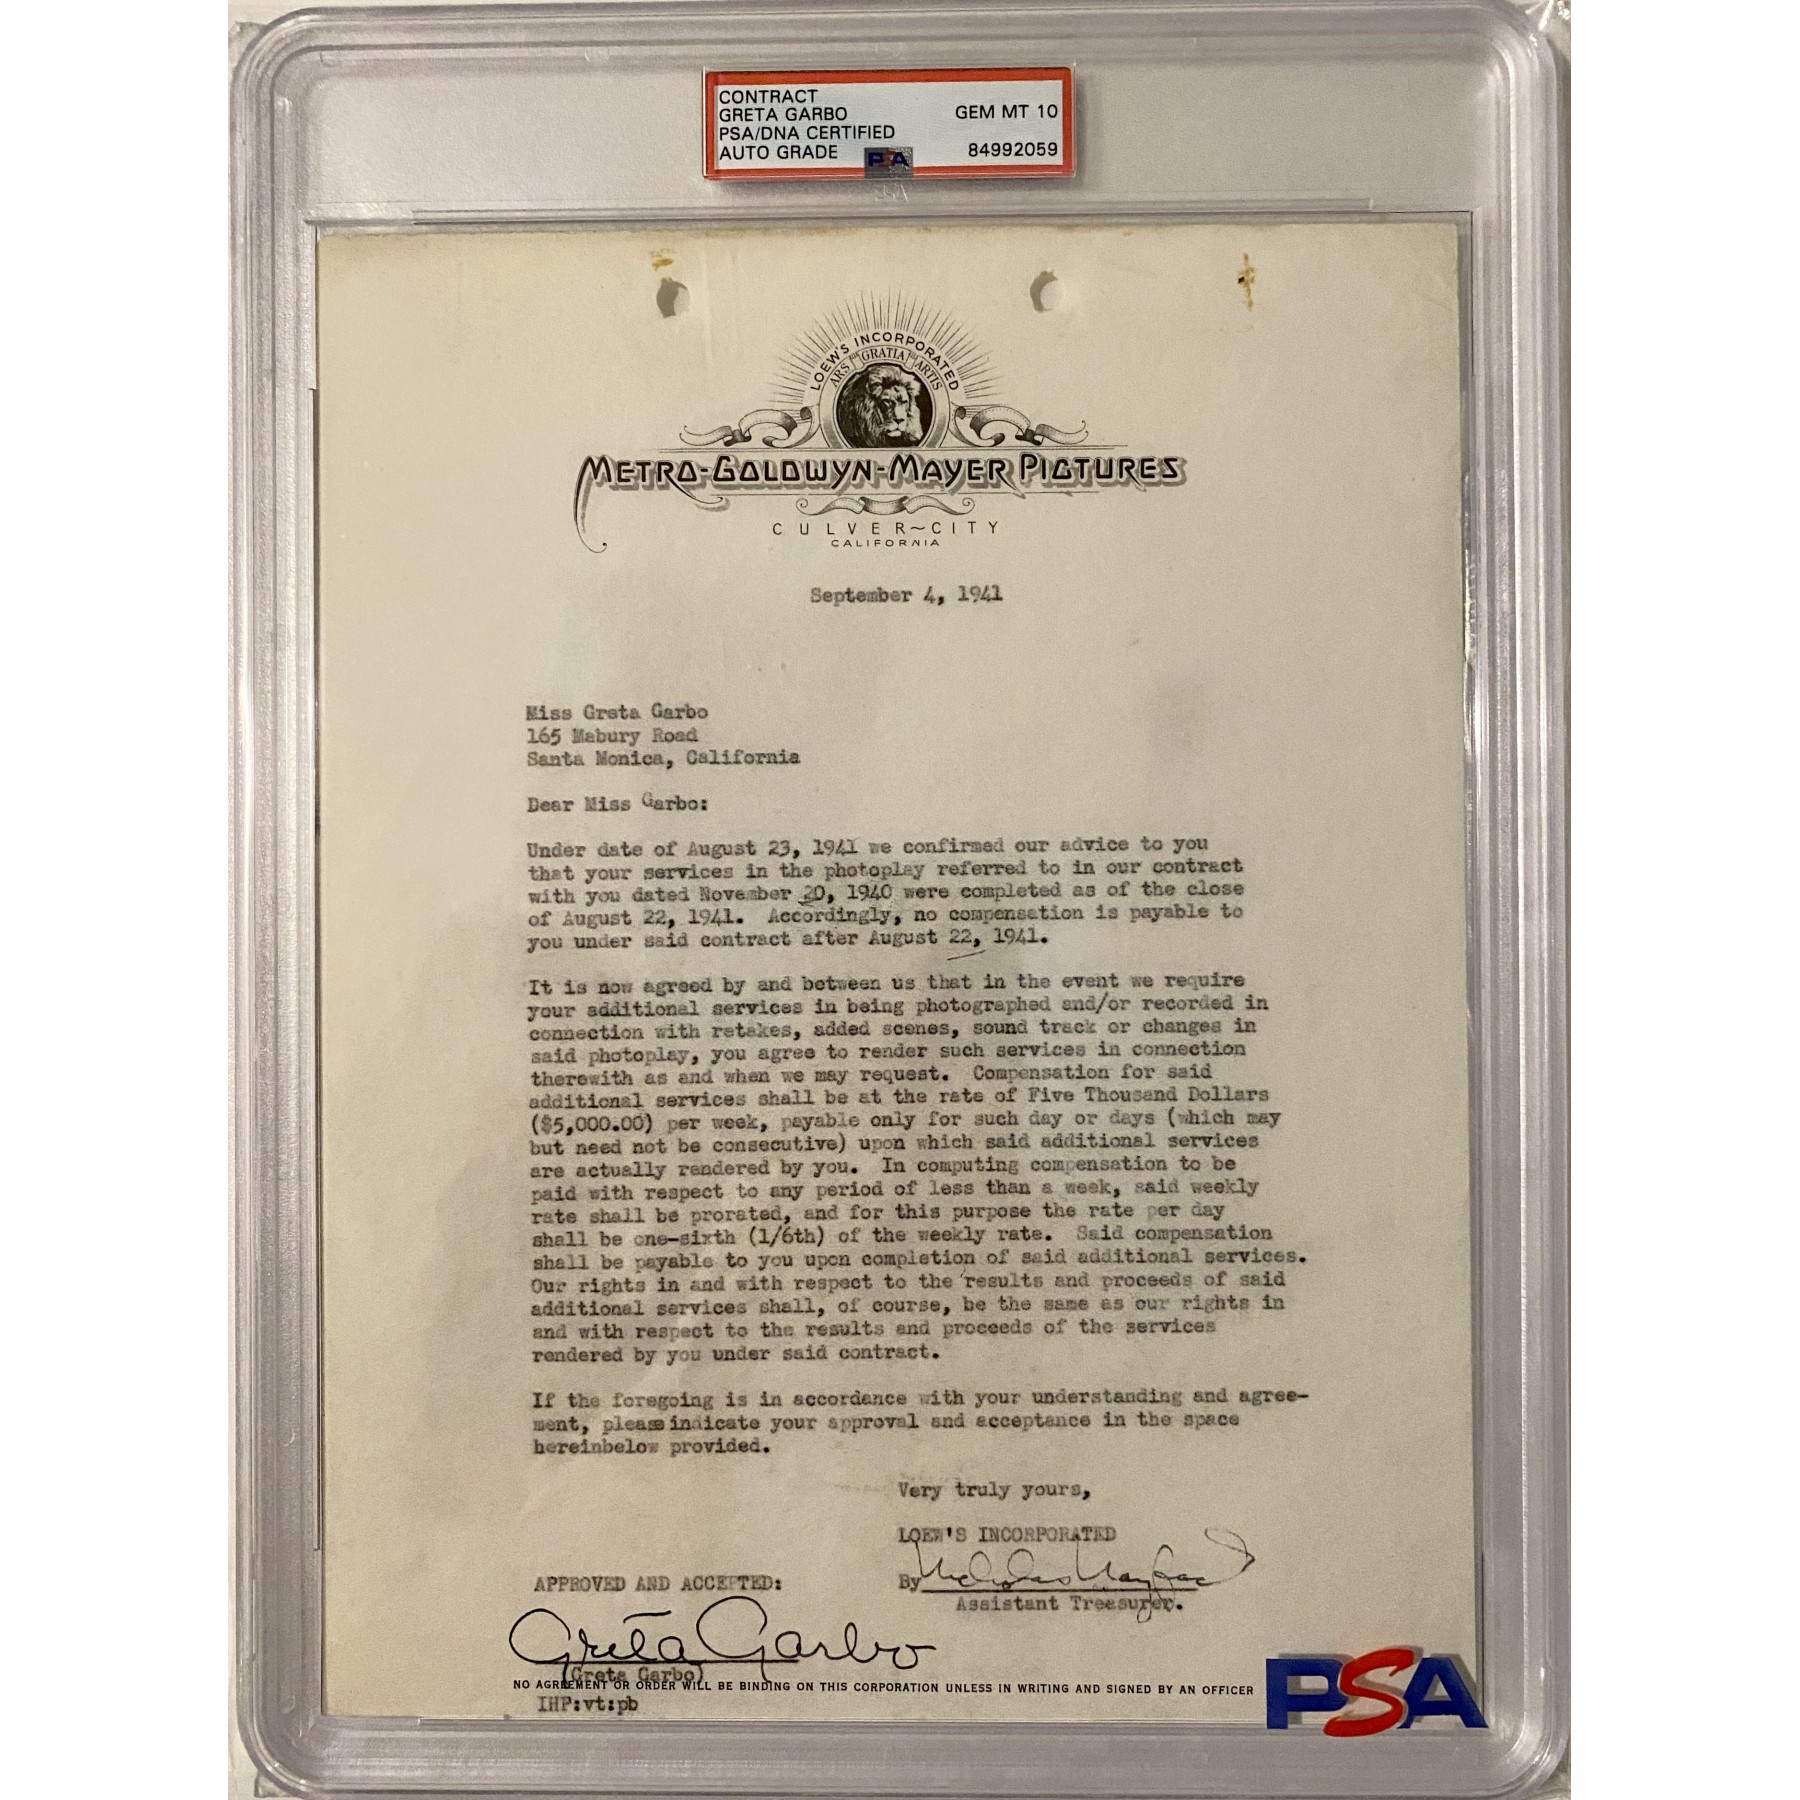 CONTRACT
GRETA GARBO
PSA/DNA CERTIFIED
AUTO GRADE
GEM MT 10
84992059
PSA
LOEW'S INCORPORATED
ARS GRATIA ARTIS
METRO-GOLDWYN-MAYER PICTURES
CULVER~CITY
CALIFORNIA
September 4, 1941
Miss Greta Garbo
165 Mabury Road
Santa Monica, California
Dear Miss Garbo:
Under date of August 23, 1941 we confirmed our advice to you
that your services in the photoplay referred to in our contract
with you dated November 20, 1940 were completed as of the close
of August 22, 1941. Accordingly, no compensation is payable to
you under said contract after August 22, 1941.
It is now agreed by and between us that in the event we require
your additional services in being photographed and/or recorded in
connection with retakes, added scenes, sound track or changes in
said photoplay, you agree to render such services in connection
therewith as and when we may request. Compensation for said
additional services shall be at the rate of Five Thousand Dollars
($5,000.00) per week, payable only for such day or days (which may
but need not be consecutive) upon which said additional services
are actually rendered by you. In computing compensation to be
paid with respect to any period of less than a week, said weekly
rate shall be prorated, and for this purpose the rate per day
shall be one-sixth (1/6th) of the weekly rate. Said compensation
shall be payable to you upon completion of said additional services.
Our rights in and with respect to the results and proceeds of said
additional services shall, of course, be the same as our rights in
and with respect to the results and proceeds of the services
rendered by you under said contract.
If the foregoing is in accordance with your understanding and agree-
ment, please indicate your approval and acceptance in the space
hereinbelow provided.
Very truly yours,
LOEW'S INCORPORATED
By Nicholas Nayfack
Assistant Treasurer.
APPROVED AND ACCEPTED:
Greta Garbo
(Greta Garbo)
NO AGREEMENT OR ORDER WILL BE BINDING ON THIS CORPORATION UNLESS IN WRITING AND SIGNED BY AN OFFICER
IHP:vt:pb
PSA